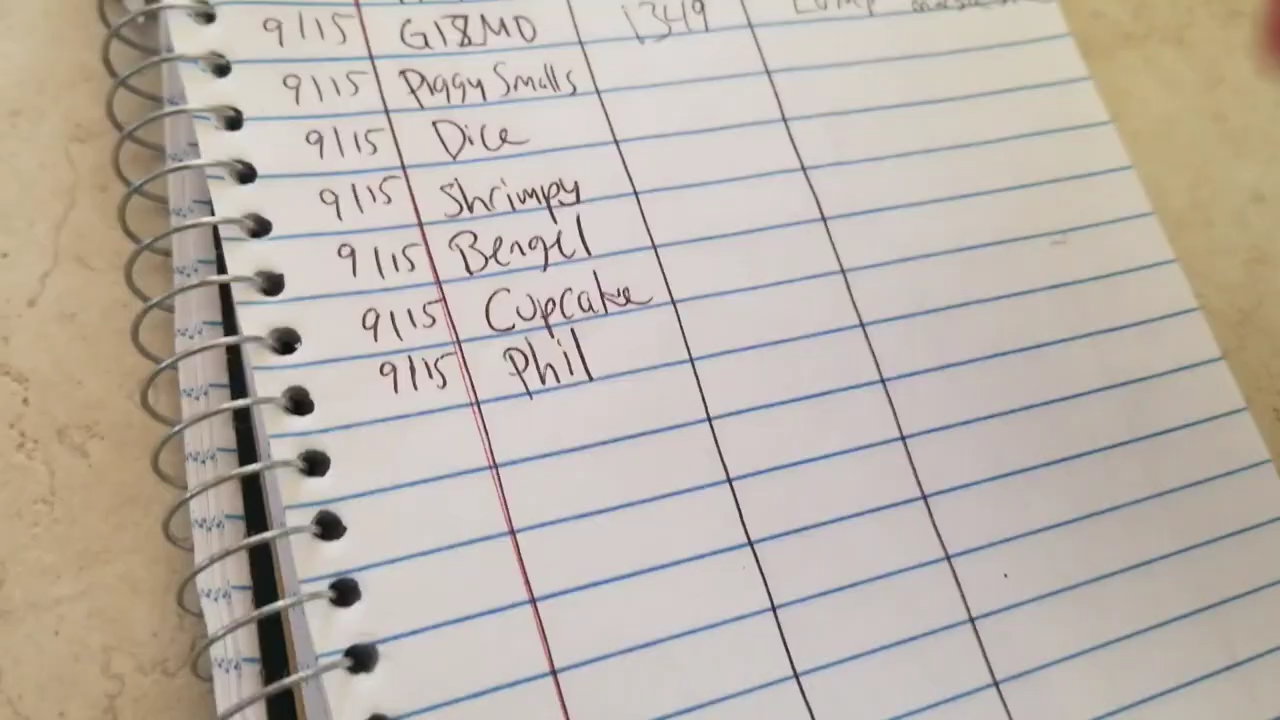 9/15 GIZMO 1349
9/15 Piggy Smalls
9/15 Dice
9/15 Shrimpy
9/15 Bengel
9/15 Cupcake
9/15 Phil